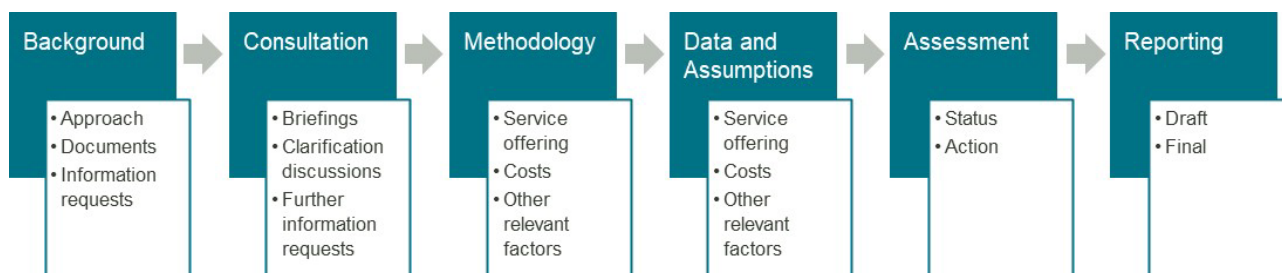 Background
• Approach
• Documents
• Information
requests
Consultation
• Briefings
• Clarification
discussions
• Further
information
requests
Methodology
• Service
offering
• Costs
• Other
relevant
factors
Data and
Assumptions
• Service
offering
• Costs
• Other
relevant
factors
Assessment
• Status
• Action
Reporting
• Draft
• Final